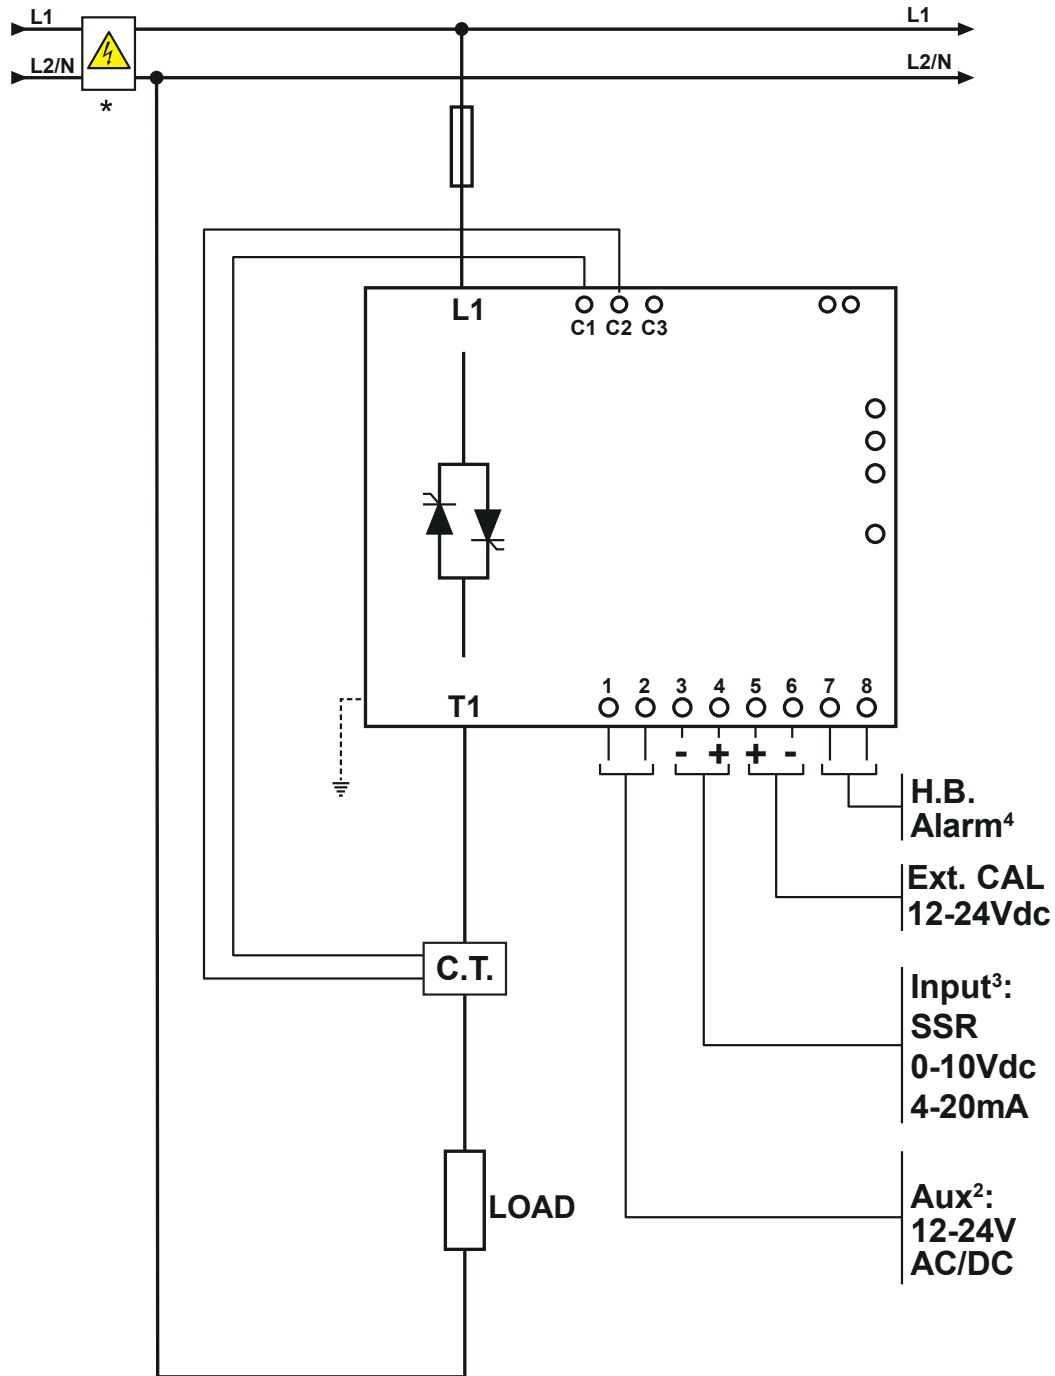 L1
L1
L2/N
L2/N
*
L1
C1 C2 C3
T1
1 2 3 4 5 6 7 8
- + + -
H.B.
Alarm⁴
Ext. CAL
12-24Vdc
C.T.
Input³:
SSR
0-10Vdc
4-20mA
LOAD
Aux²:
12-24V
AC/DC